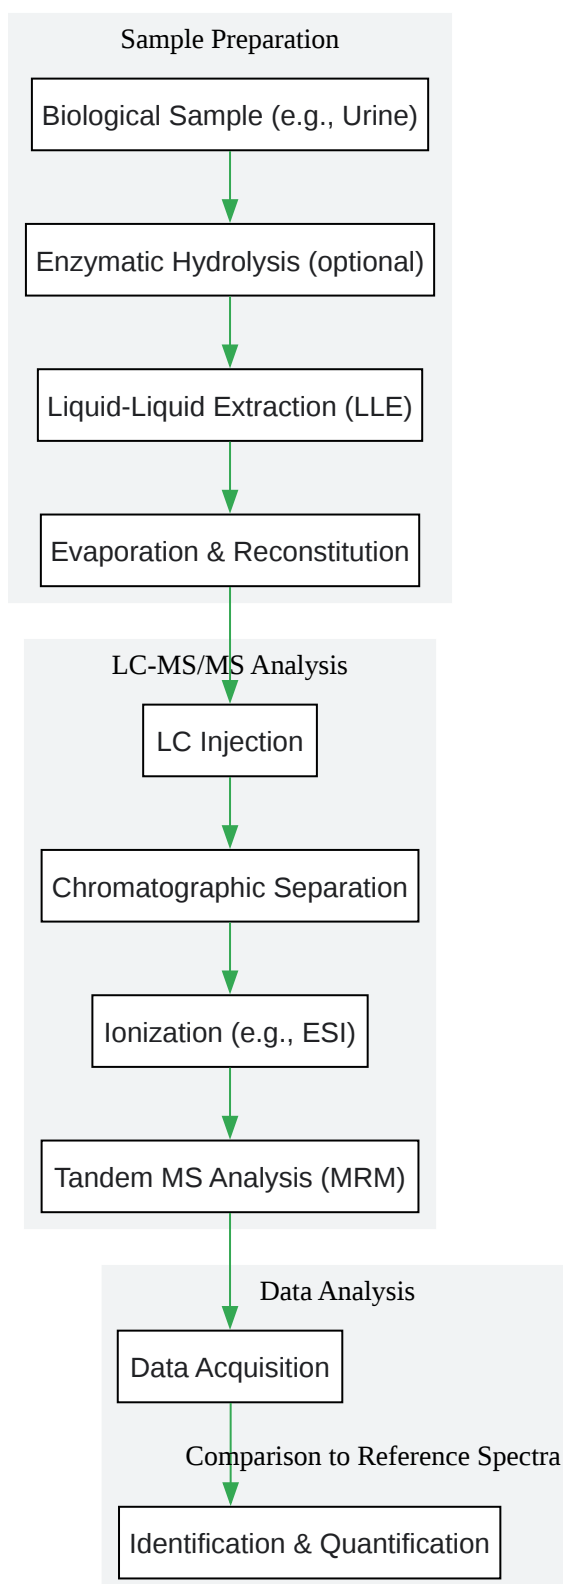 Sample Preparation
Biological Sample (e.g., Urine)
Enzymatic Hydrolysis (optional)
Liquid-Liquid Extraction (LLE)
Evaporation & Reconstitution
LC-MS/MS Analysis
LC Injection
Chromatographic Separation
Ionization (e.g., ESI)
Tandem MS Analysis (MRM)
Data Analysis
Data Acquisition
Comparison to Reference Spectra
Identification & Quantification